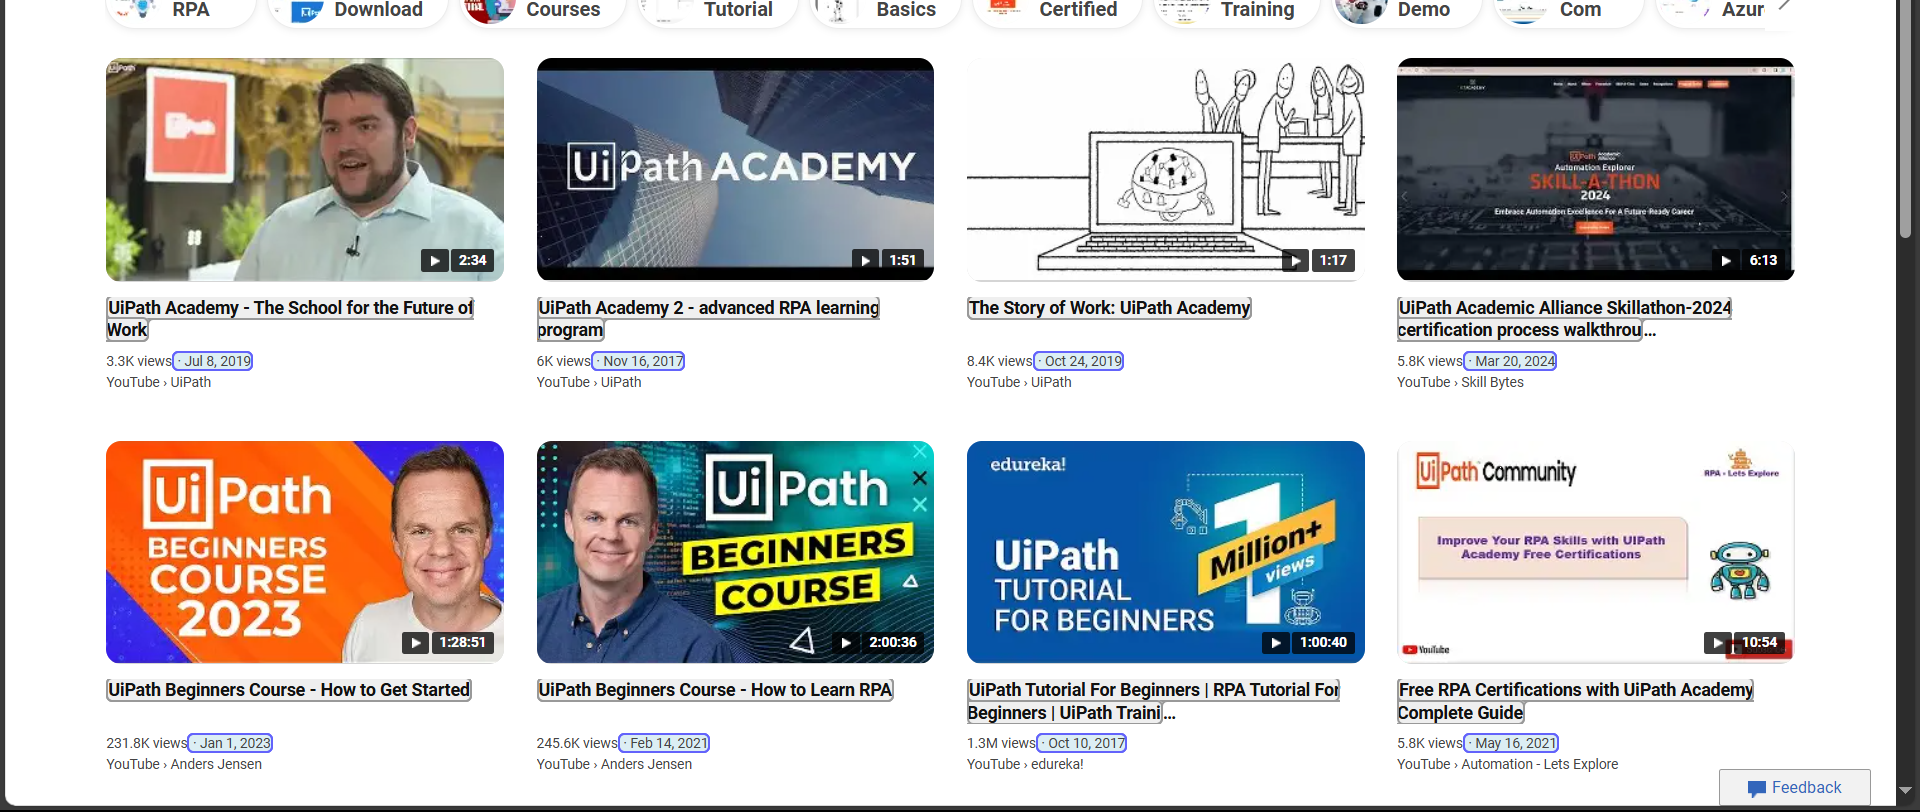 RPA
Download
Courses
Tutorial
Basics
Certified
Training
Demo
Com
Azur
UiPath
2:34
UiPath ACADEMY
1:51
1:17
UiPath Academic Alliance
Automation Explorer
SKILL-A-THON
2024
Embrace Automation Excellence For A Future Ready Career
6:13
UiPath Academy - The School for the Future of
Work
3.3K views · Jul 8, 2019
YouTube › UiPath
UiPath Academy 2 - advanced RPA learning
program
6K views · Nov 16, 2017
YouTube › UiPath
The Story of Work: UiPath Academy
8.4K views · Oct 24, 2019
YouTube › UiPath
UiPath Academic Alliance Skillathon-2024
certification process walkthrou...
5.8K views · Mar 20, 2024
YouTube › Skill Bytes
UiPath
BEGINNERS
COURSE
2023
1:28:51
UiPath
BEGINNERS
COURSE
2:00:36
edureka!
1 Million+
views
UiPath
TUTORIAL
FOR BEGINNERS
1:00:40
UiPath Community
RPA - Lets Explore
Improve Your RPA Skills with UIPath
Academy Free Certifications
YouTube
10:54
UiPath Beginners Course - How to Get Started
231.8K views · Jan 1, 2023
YouTube › Anders Jensen
UiPath Beginners Course - How to Learn RPA
245.6K views · Feb 14, 2021
YouTube › Anders Jensen
UiPath Tutorial For Beginners | RPA Tutorial For
Beginners | UiPath Traini...
1.3M views · Oct 10, 2017
YouTube › edureka!
Free RPA Certifications with UiPath Academy
Complete Guide
5.8K views · May 16, 2021
YouTube › Automation - Lets Explore
Feedback